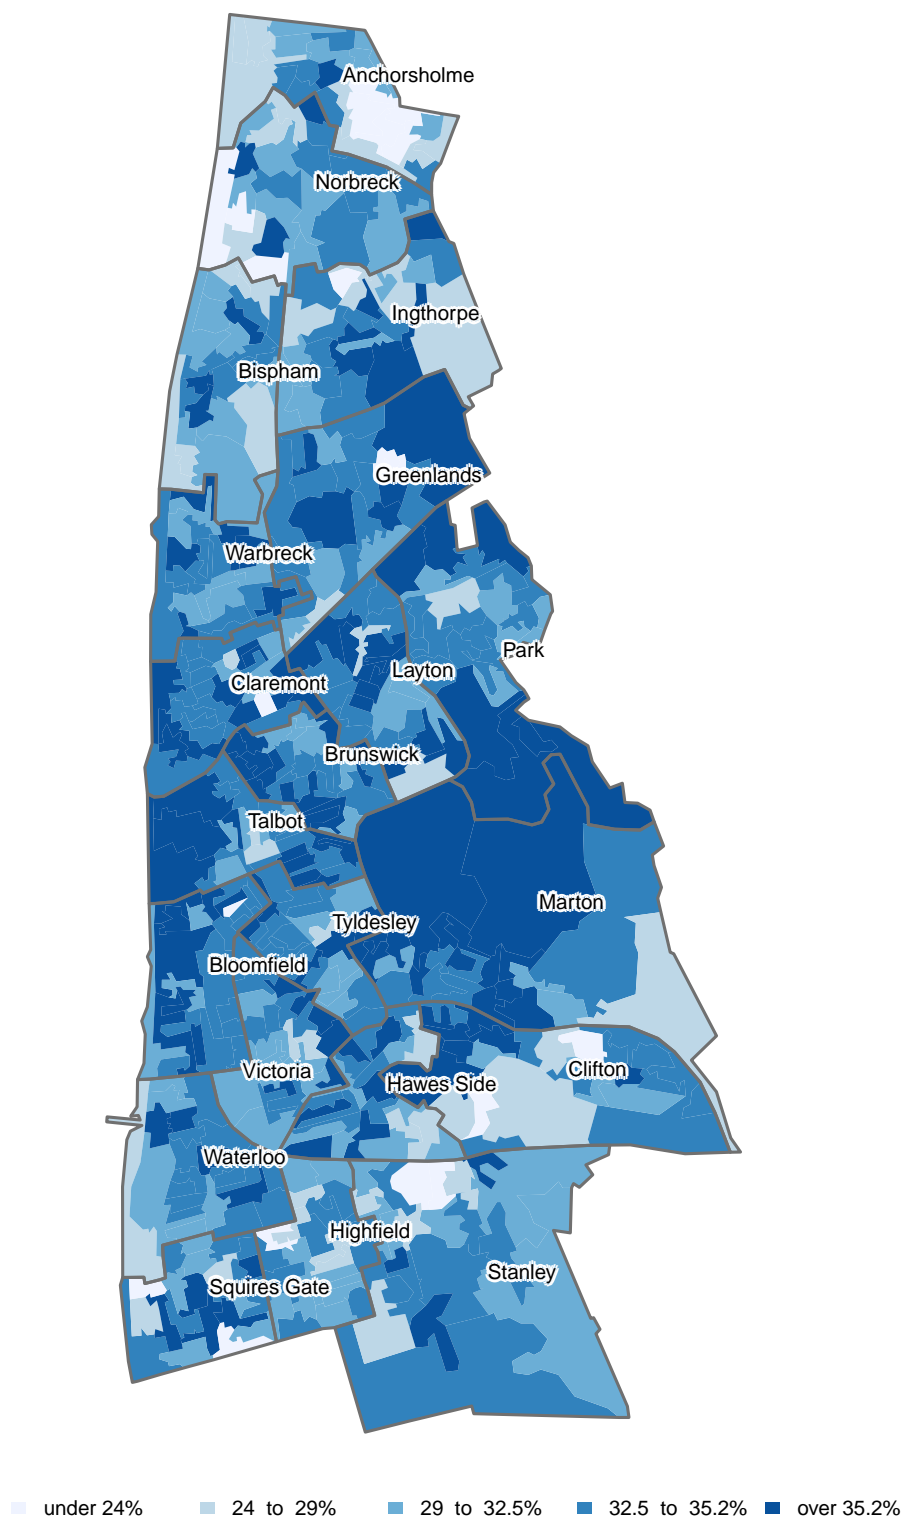 Anchorsholme
Norbreck
Ingthorpe
Bispham
Greenlands
Warbreck
Park
Layton
Claremont
Brunswick
Talbot
Marton
Tyldesley
Bloomfield
Clifton
Victoria
Hawes Side
Waterloo
Highfield
Stanley
Squires Gate
under 24% 24 to 29% 29 to 32.5% 32.5 to 35.2% over 35.2%